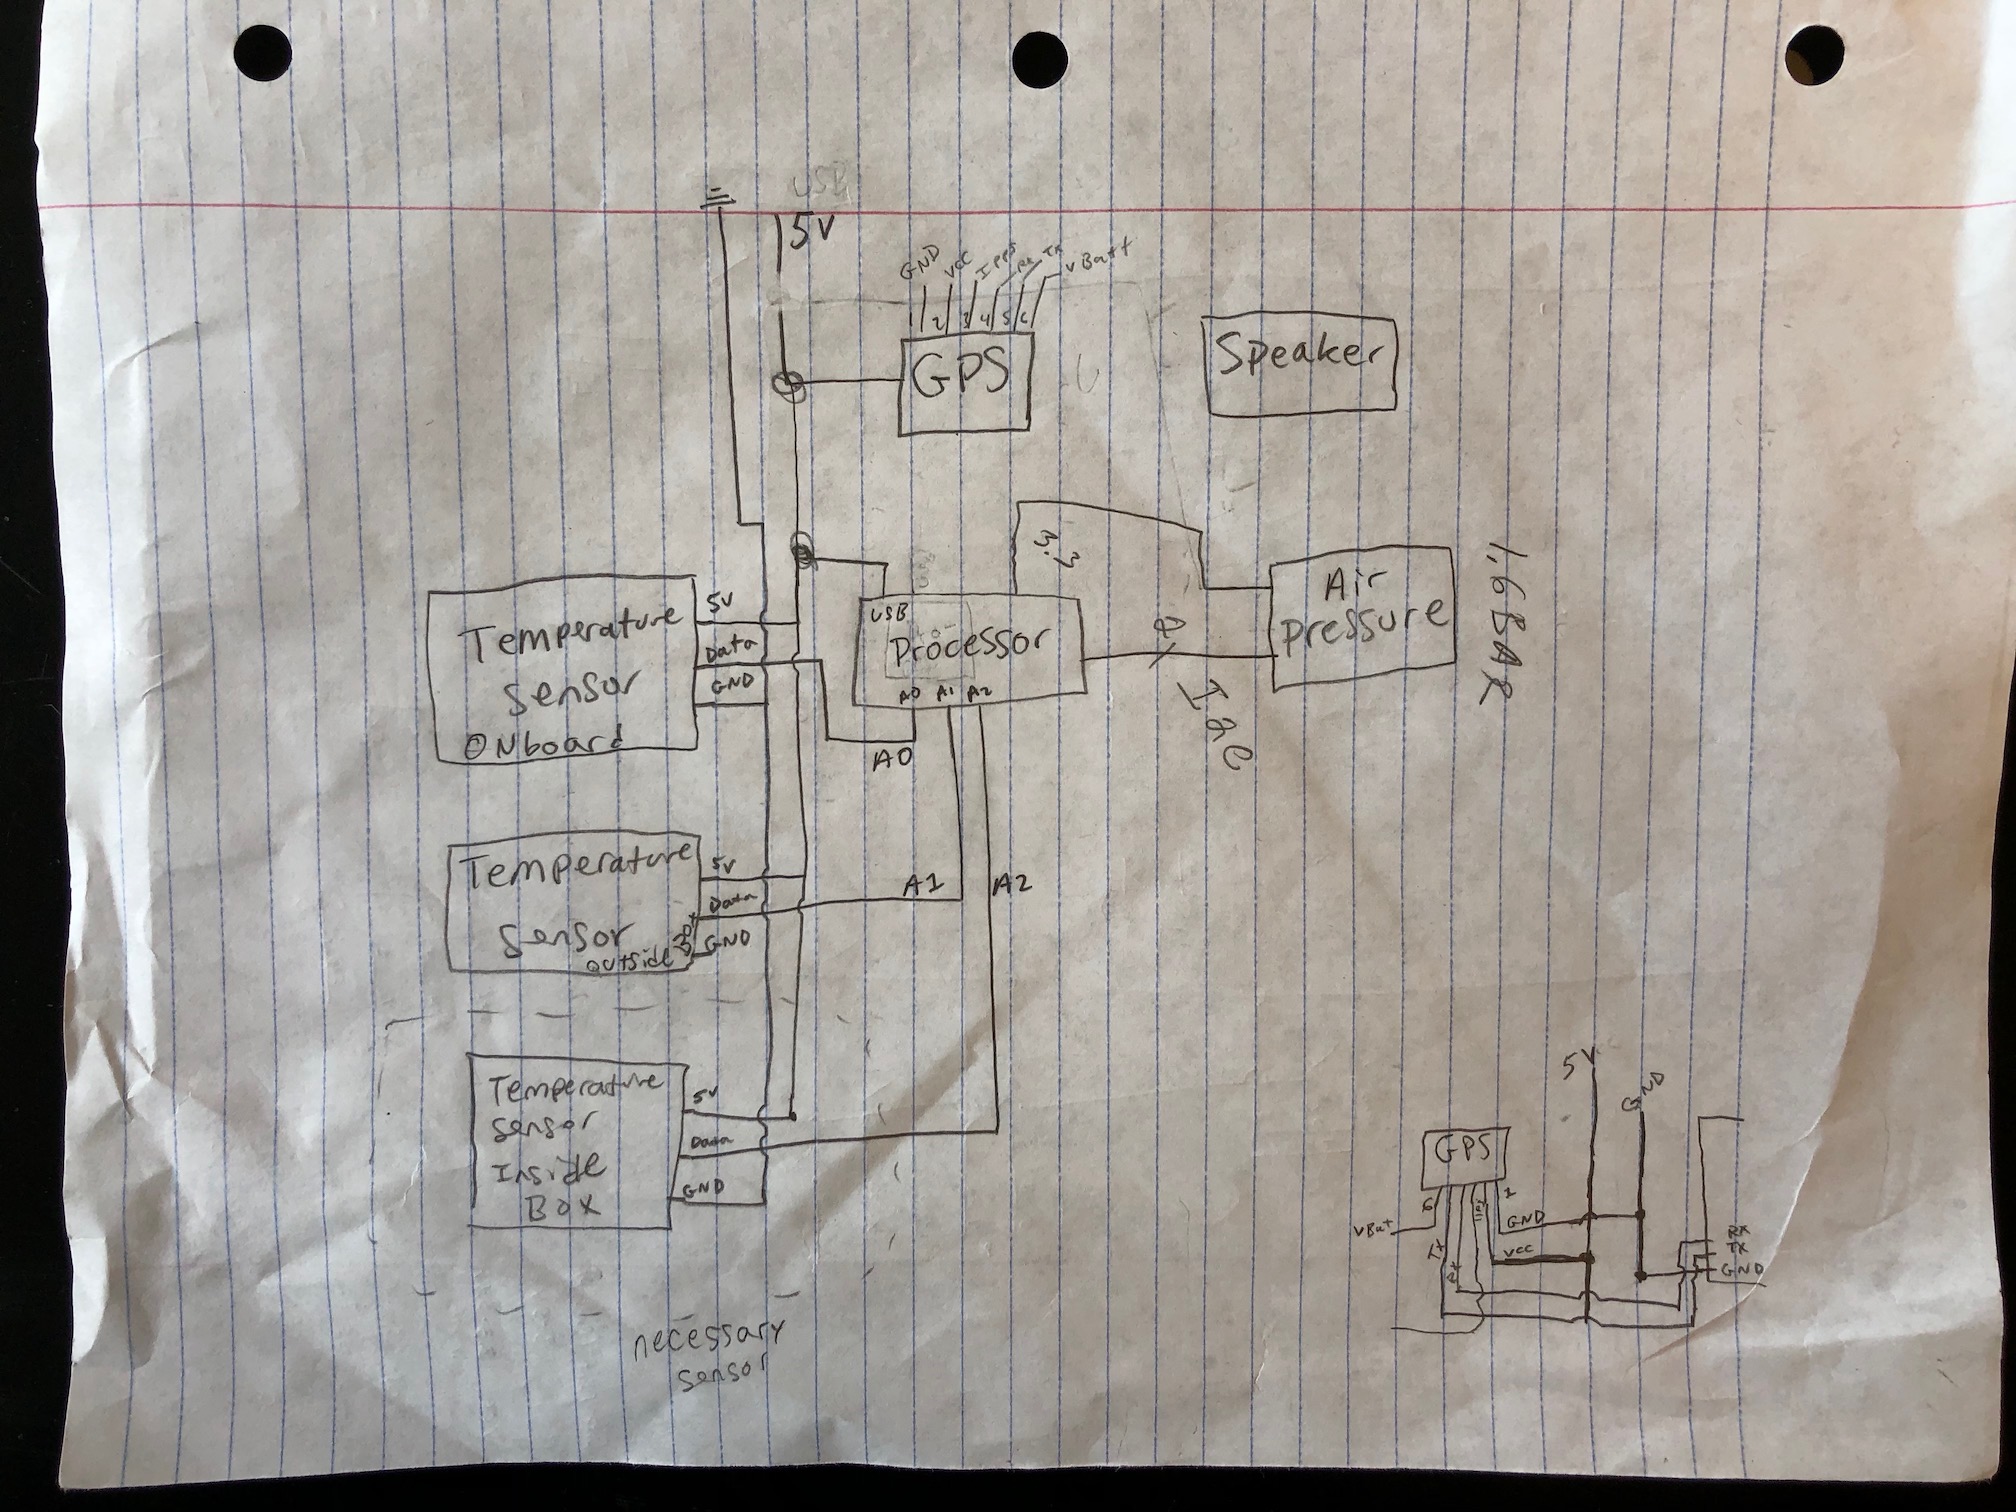 USB
5V
GND
VCC
1PPS
RX
TX
VBatt
2
3
4
5
6
GPS
Speaker
3.3
Air
Pressure
1.6BAR
2
I2C
USB
Processor
A0 A1 A2
A0
Temperature
Sensor
ONboard
5V
Data
GND
Temperature
Sensor
outside Box
5V
Data
GND
A1
A2
Temperature
Sensor
Inside
Box
5V
Data
GND
necessary
sensor
5V
GND
GPS
6
1
VBat
TX
RX
GND
VCC
RX
TX
GND